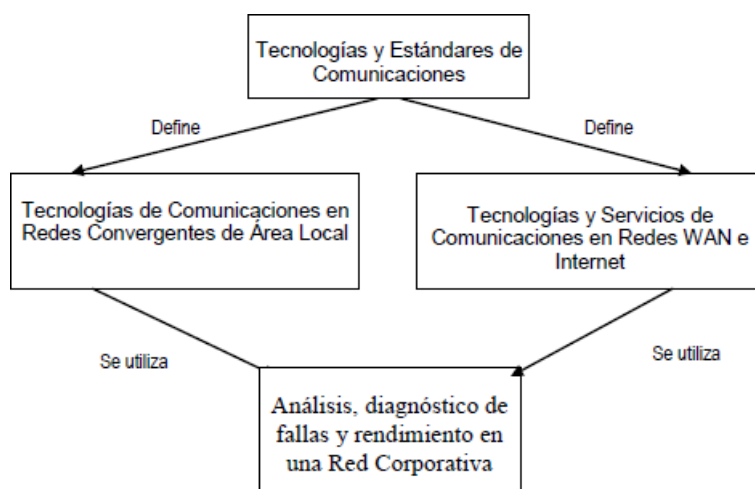 Tecnologías y Estándares de
Comunicaciones
Define
Define
Tecnologías de Comunicaciones en
Redes Convergentes de Área Local
Tecnologías y Servicios de
Comunicaciones en Redes WAN e
Internet
Se utiliza
Se utiliza
Análisis, diagnóstico de
fallas y rendimiento en
una Red Corporativa